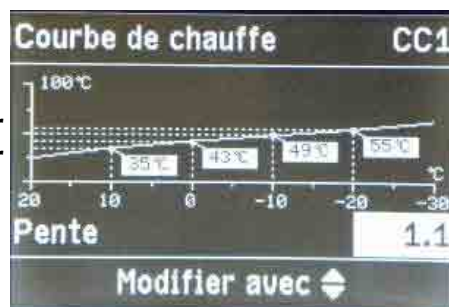 Courbe de chauffe CC1
100°C
35°C 43°C 49°C 55°C
°C
20 10 0 -10 -20 -30
Pente 1.1
Modifier avec